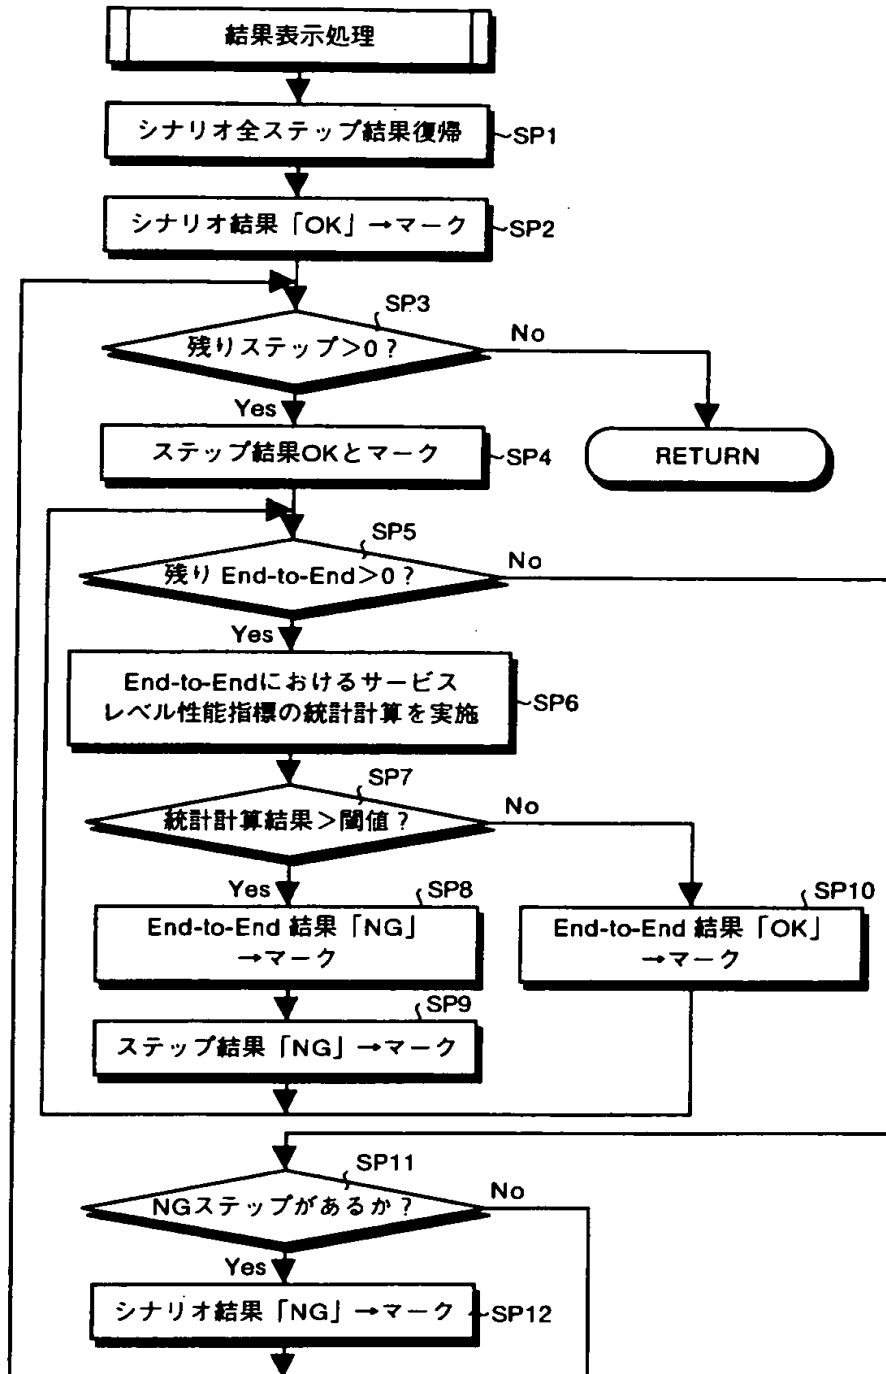 結果表示処理
シナリオ全ステップ結果復帰
SP1
シナリオ結果「OK」→マーク
SP2
SP3
残りステップ>0?
No
Yes
ステップ結果OKとマーク
SP4
RETURN
SP5
残り End-to-End>0?
No
Yes
End-to-Endにおけるサービス
レベル性能指標の統計計算を実施
SP6
SP7
統計計算結果>閾値?
No
Yes
SP8
End-to-End 結果「NG」
→マーク
SP10
End-to-End 結果「OK」
→マーク
SP9
ステップ結果「NG」→マーク
SP11
NGステップがあるか?
No
Yes
シナリオ結果「NG」→マーク
SP12